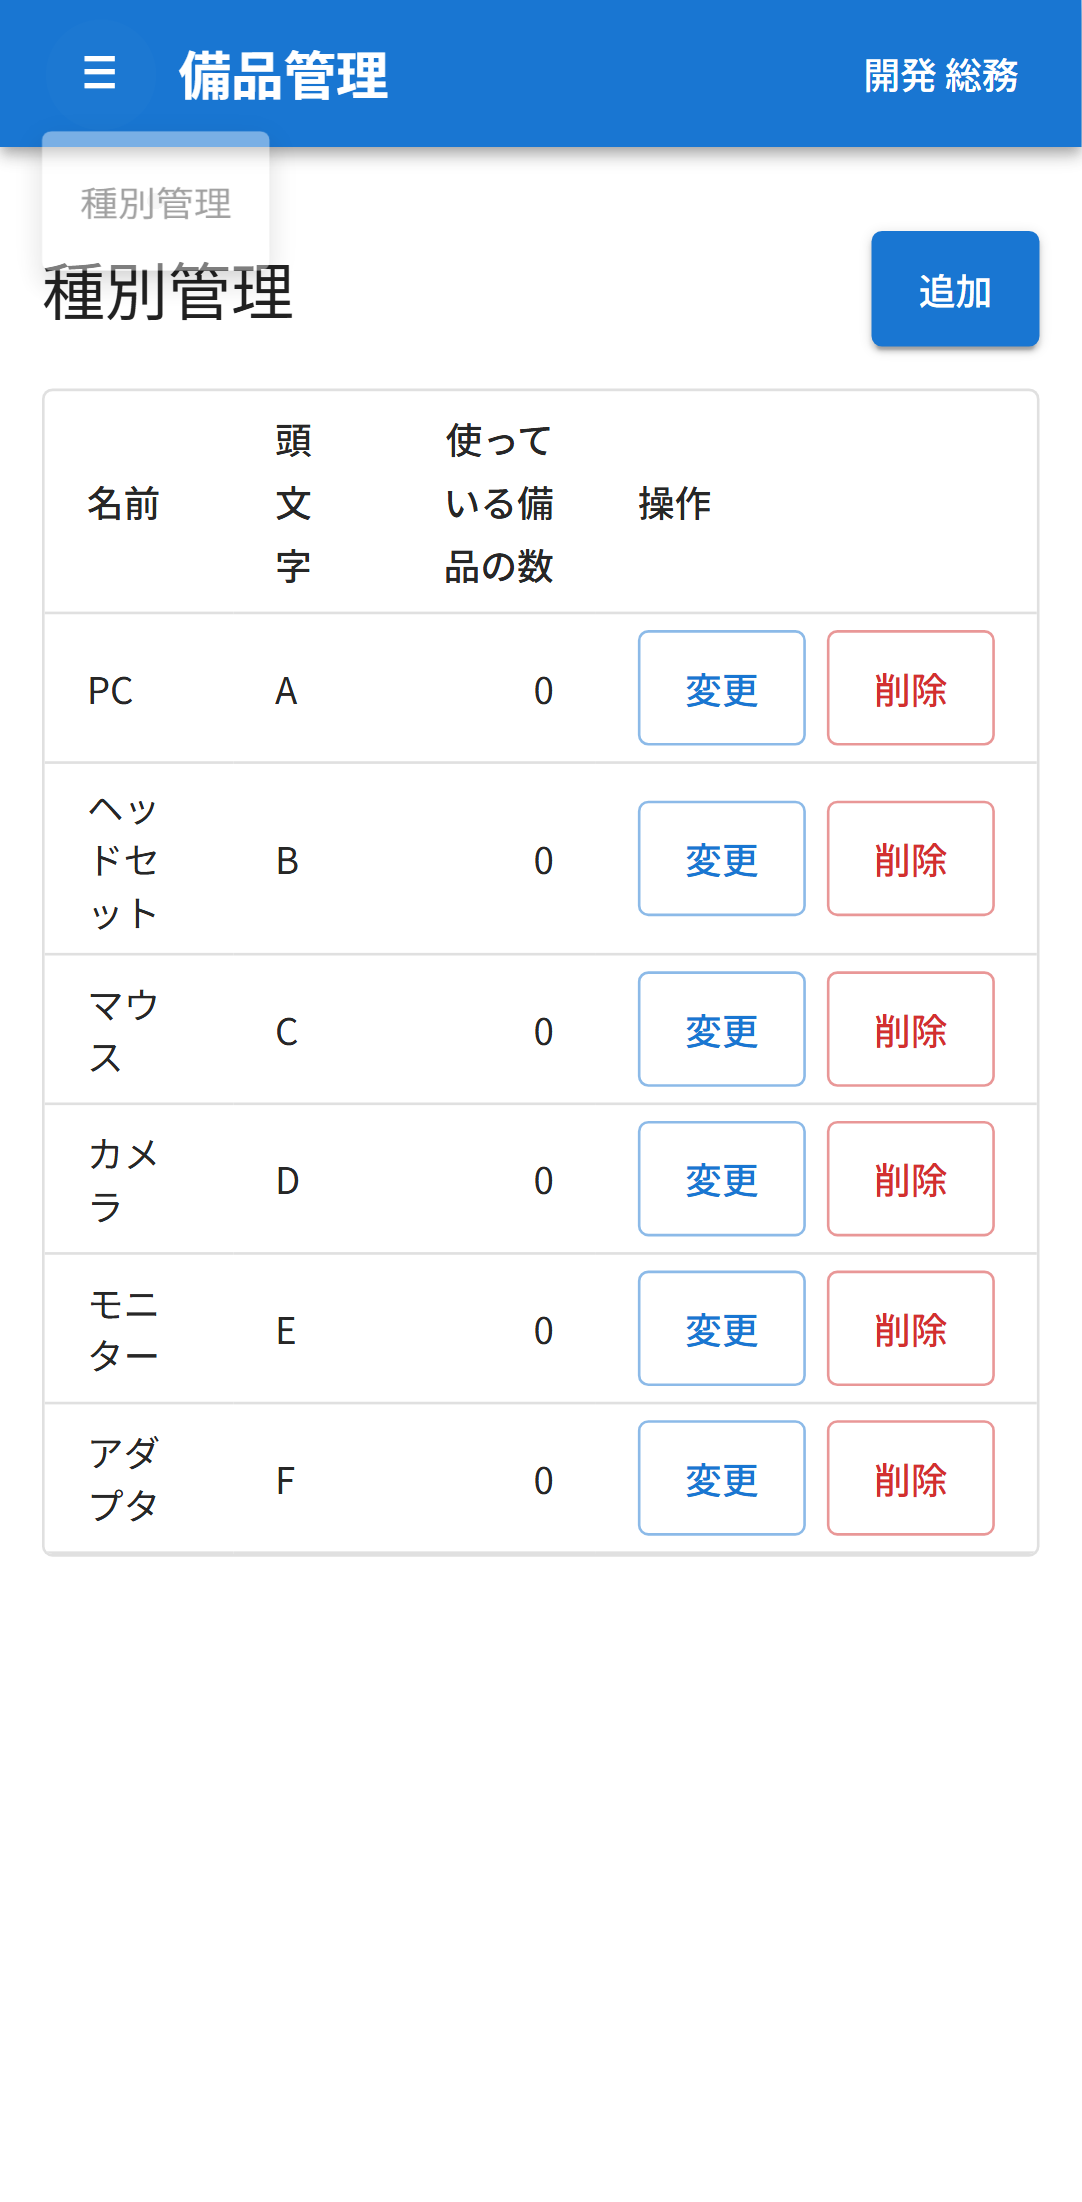 備品管理
開発 総務
種別管理
種別管理
追加
名前
頭
文
字
使って
いる備
品の数
操作
PC
A
0
変更
削除
ヘッ
ドセ
ット
B
0
変更
削除
マウ
ス
C
0
変更
削除
カメ
ラ
D
0
変更
削除
モニ
ター
E
0
変更
削除
アダ
プタ
F
0
変更
削除